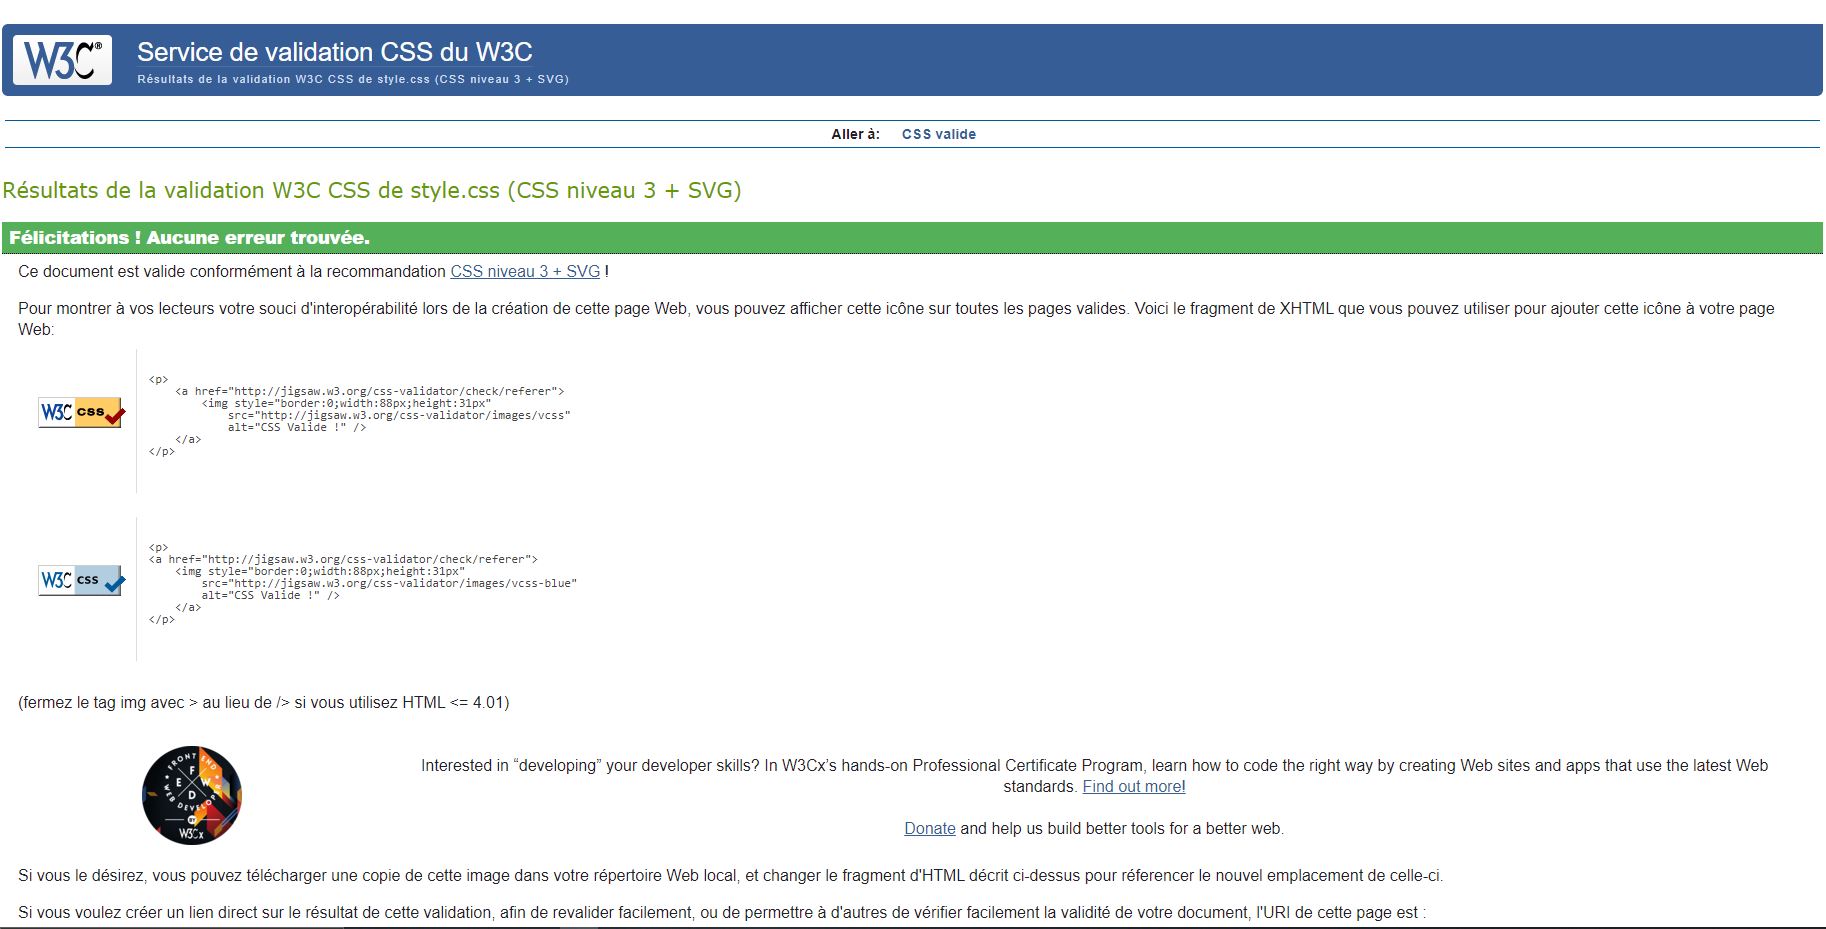 W3C®
Service de validation CSS du W3C
Résultats de la validation W3C CSS de style.css (CSS niveau 3 + SVG)
Aller à: CSS valide
Résultats de la validation W3C CSS de style.css (CSS niveau 3 + SVG)
Félicitations ! Aucune erreur trouvée.
Ce document est valide conformément à la recommandation CSS niveau 3 + SVG !
Pour montrer à vos lecteurs votre souci d'interopérabilité lors de la création de cette page Web, vous pouvez afficher cette icône sur toutes les pages valides. Voici le fragment de XHTML que vous pouvez utiliser pour ajouter cette icône à votre page
Web:
W3C css
<p>
<a href="http://jigsaw.w3.org/css-validator/check/referer">
<img style="border:0;width:88px;height:31px"
src="http://jigsaw.w3.org/css-validator/images/vcss"
alt="CSS Valide !" />
</a>
</p>
W3C css
<p>
<a href="http://jigsaw.w3.org/css-validator/check/referer">
<img style="border:0;width:88px;height:31px"
src="http://jigsaw.w3.org/css-validator/images/vcss-blue"
alt="CSS Valide !" />
</a>
</p>
(fermez le tag img avec > au lieu de /> si vous utilisez HTML <= 4.01)
FRONT END
F E W D
WEB DEVELOPER
BY
W3Cx
Interested in “developing” your developer skills? In W3Cx’s hands-on Professional Certificate Program, learn how to code the right way by creating Web sites and apps that use the latest Web
standards. Find out more!
Donate and help us build better tools for a better web.
Si vous le désirez, vous pouvez télécharger une copie de cette image dans votre répertoire Web local, et changer le fragment d'HTML décrit ci-dessus pour réferencer le nouvel emplacement de celle-ci.
Si vous voulez créer un lien direct sur le résultat de cette validation, afin de revalider facilement, ou de permettre à d'autres de vérifier facilement la validité de votre document, l'URI de cette page est :